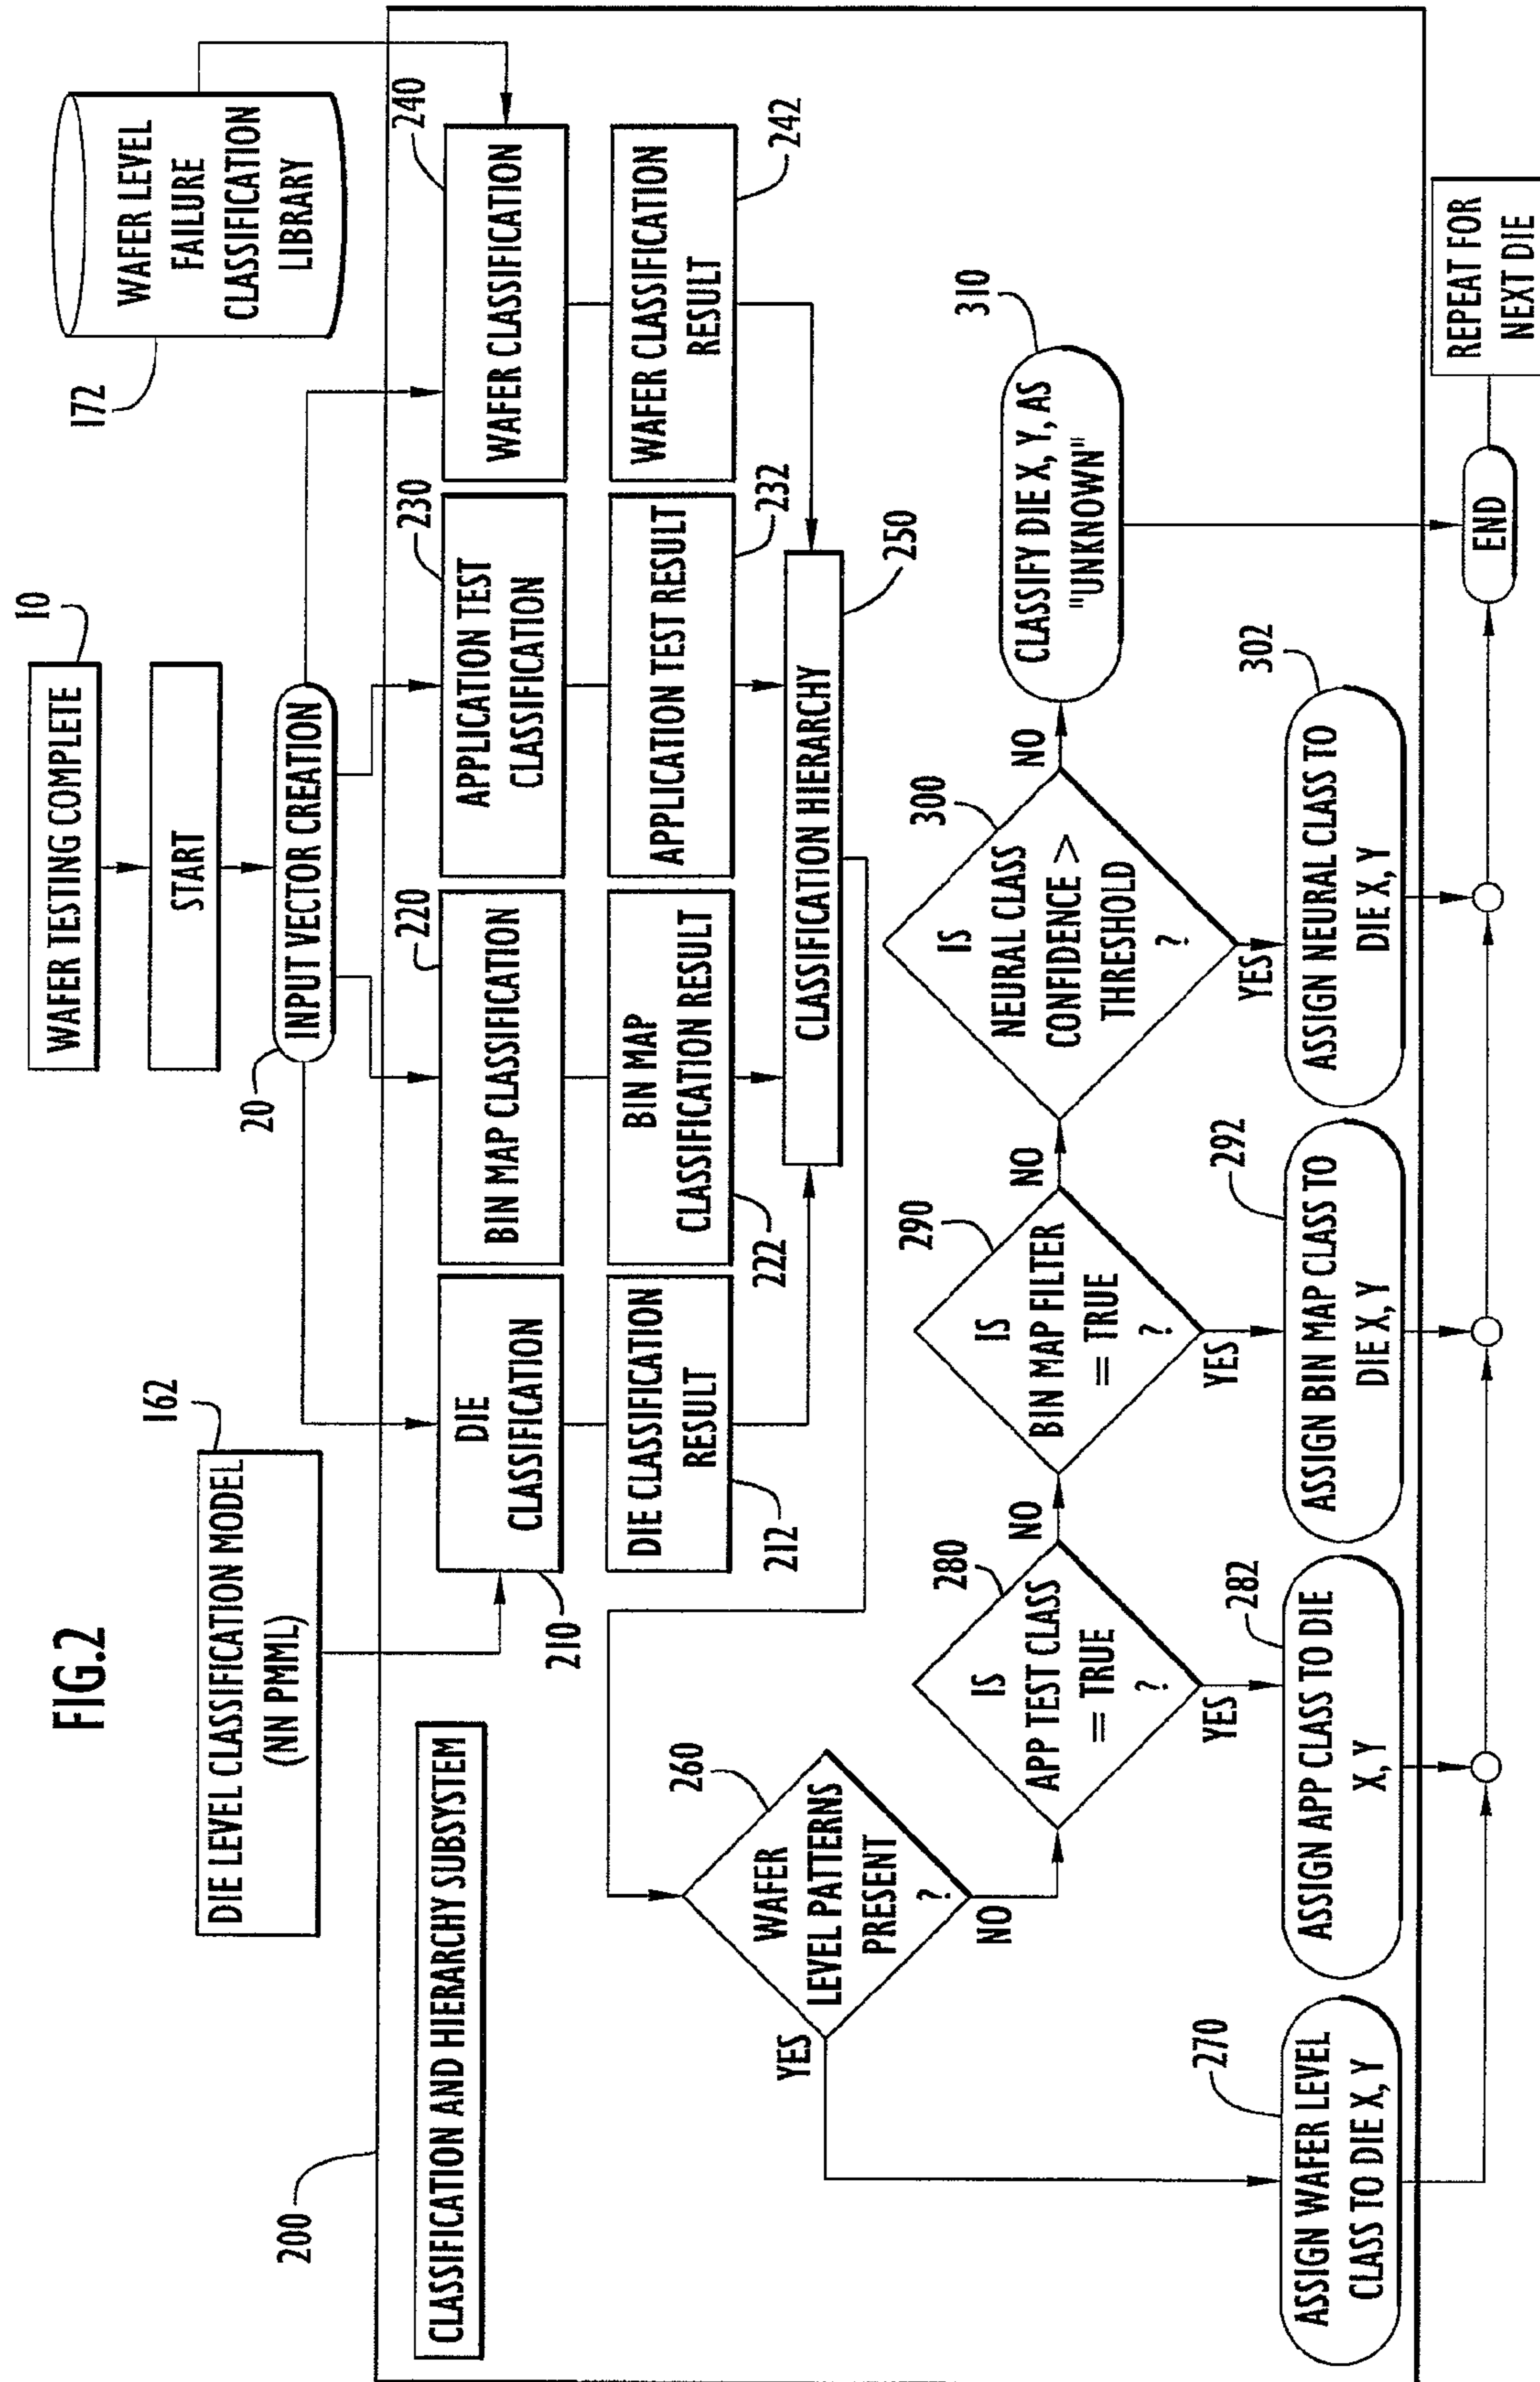 FIG.2
WAFER TESTING COMPLETE
10
START
20
INPUT VECTOR CREATION
DIE LEVEL CLASSIFICATION MODEL
(NN PMML)
162
172
WAFER LEVEL
FAILURE
CLASSIFICATION
LIBRARY
200
CLASSIFICATION AND HIERARCHY SUBSYSTEM
DIE
CLASSIFICATION
210
BIN MAP CLASSIFICATION
220
APPLICATION TEST
CLASSIFICATION
230
WAFER CLASSIFICATION
240
DIE CLASSIFICATION
RESULT
212
BIN MAP
CLASSIFICATION RESULT
222
APPLICATION TEST RESULT
232
WAFER CLASSIFICATION
RESULT
242
CLASSIFICATION HIERARCHY
250
WAFER
LEVEL PATTERNS
PRESENT
?
260
YES
NO
IS
APP TEST CLASS
= TRUE
?
280
NO
YES
IS
BIN MAP FILTER
= TRUE
?
290
NO
YES
IS
NEURAL CLASS
CONFIDENCE >
THRESHOLD
?
300
NO
YES
CLASSIFY DIE X, Y, AS
"UNKNOWN"
310
ASSIGN WAFER LEVEL
CLASS TO DIE X, Y
270
ASSIGN APP CLASS TO DIE
X, Y
282
ASSIGN BIN MAP CLASS TO
DIE X, Y
292
ASSIGN NEURAL CLASS TO
DIE X, Y
302
END
REPEAT FOR
NEXT DIE